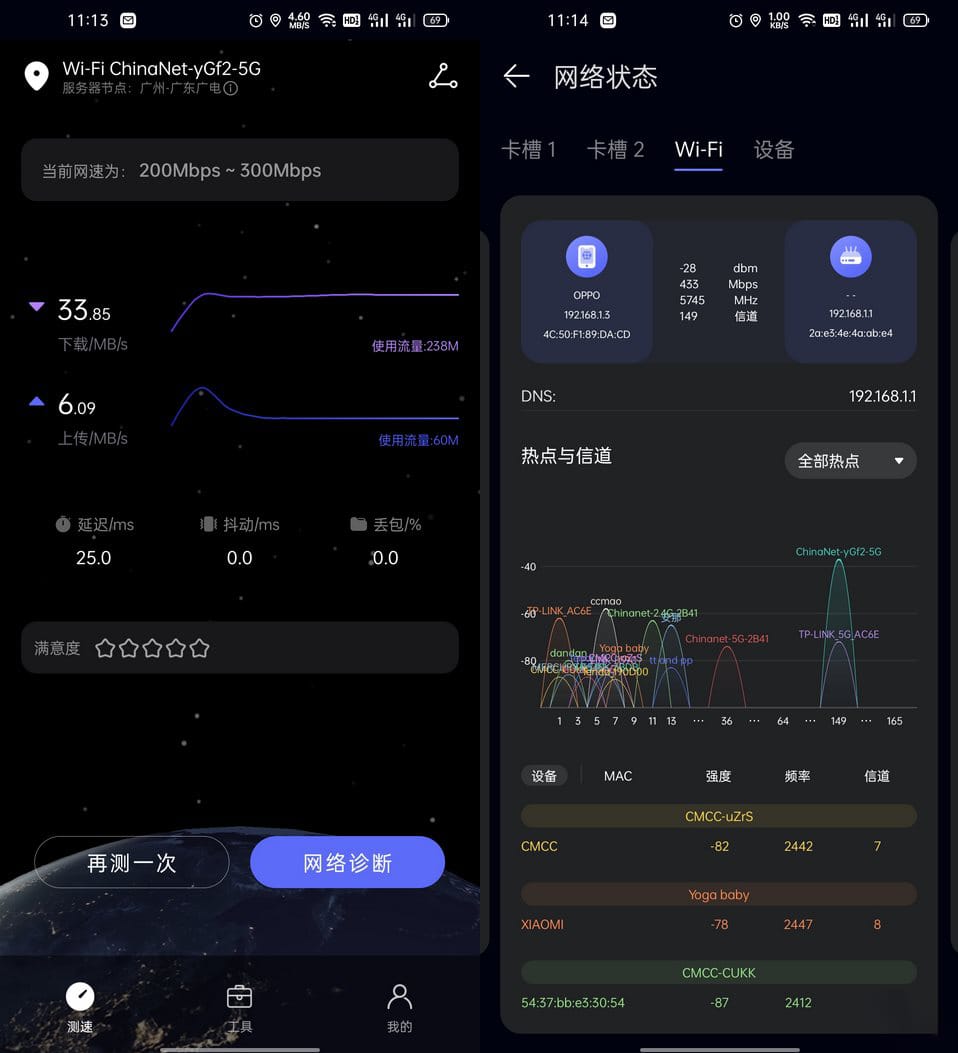 11:13
4.60
MB/S
HD1
4G
4G
69
Wi-Fi ChinaNet-yGf2-5G
服务器节点：广州-广东广电
当前网速为： 200Mbps ~ 300Mbps
33.85
下载/MB/s
使用流量:238M
6.09
上传/MB/s
使用流量:60M
延迟/ms 抖动/ms 丢包/%
25.0 0.0 0.0
满意度
再测一次 网络诊断
测速 工具 我的
11:14
1.00
KB/S
HD1
4G
4G
69
网络状态
卡槽 1 卡槽 2 Wi-Fi 设备
OPPO
192.168.1.3
4C:50:F1:89:DA:CD
-28 dbm
433 Mbps
5745 MHz
149 信道
- -
192.168.1.1
2a:e3:4e:4a:ab:e4
DNS: 192.168.1.1
热点与信道
全部热点
ChinaNet-yGf2-5G
-40
ccmao
TP-LINK_AC6E
-60
Chinanet-2.4G-2B41
安那
TP-LINK_5G_AC6E
Chinanet-5G-2B41
Yoga baby
dandan
CMCC-uZrS
tt and pp
-80
1 3 5 7 9 11 13 ··· 36 ··· 64 ··· 149 ··· 165
设备 MAC 强度 频率 信道
CMCC-uZrS
CMCC -82 2442 7
Yoga baby
XIAOMI -78 2447 8
CMCC-CUKK
54:37:bb:e3:30:54 -87 2412